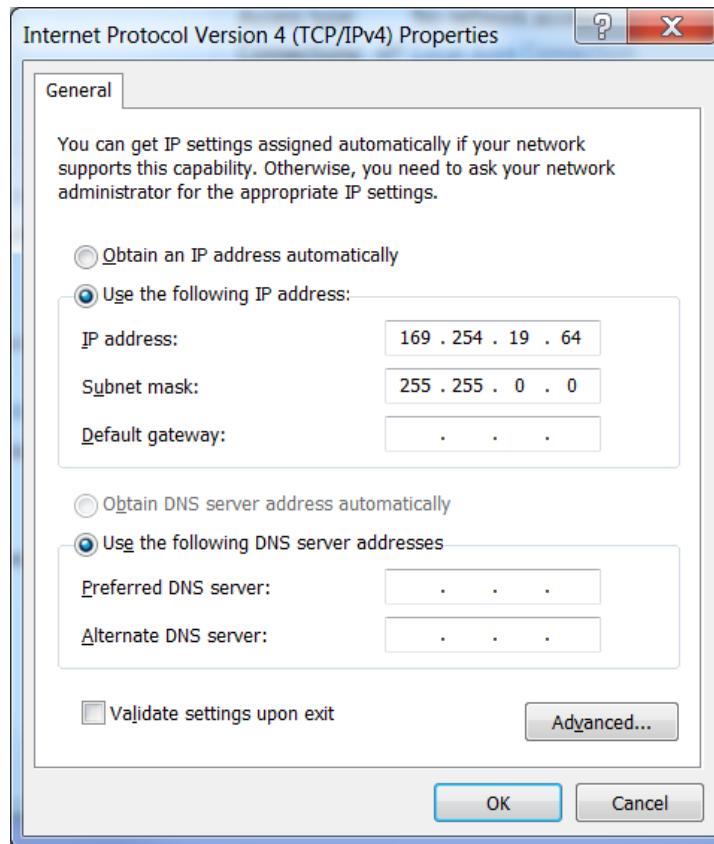 Internet Protocol Version 4 (TCP/IPv4) Properties
General
You can get IP settings assigned automatically if your network
supports this capability. Otherwise, you need to ask your network
administrator for the appropriate IP settings.
Obtain an IP address automatically
Use the following IP address:
IP address: 169 . 254 . 19 . 64
Subnet mask: 255 . 255 . 0 . 0
Default gateway: . . .
Obtain DNS server address automatically
Use the following DNS server addresses
Preferred DNS server: . . .
Alternate DNS server: . . .
Validate settings upon exit
Advanced...
OK Cancel